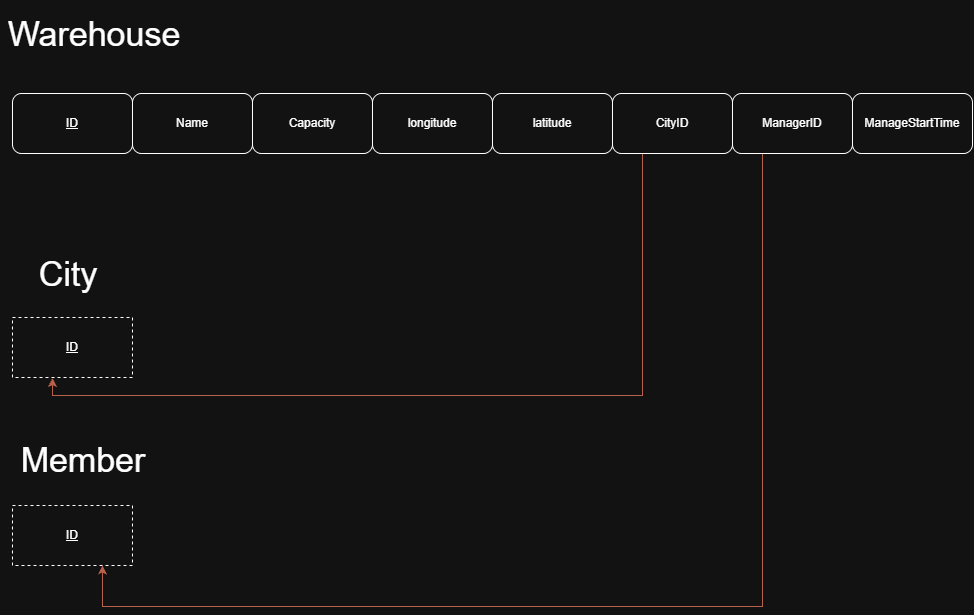 Warehouse
ID Name Capacity longitude latitude CityID ManagerID ManageStartTime
City
ID
Member
ID